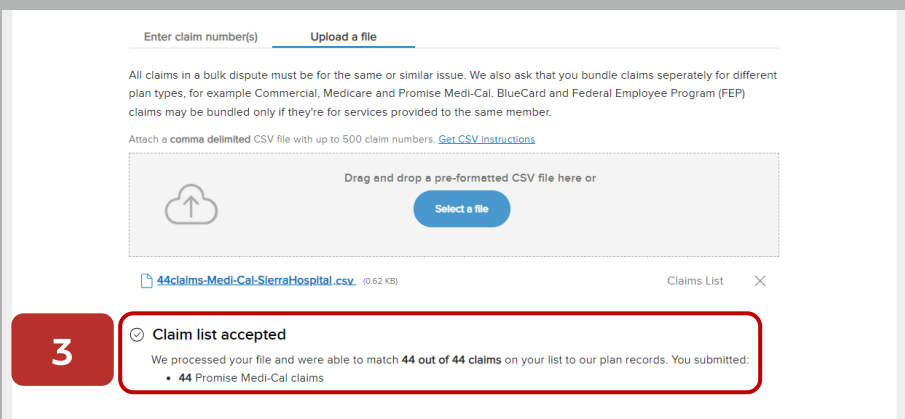 Enter claim number(s) Upload a file
All claims in a bulk dispute must be for the same or similar issue. We also ask that you bundle claims seperately for different
plan types, for example Commercial, Medicare and Promise Medi-Cal. BlueCard and Federal Employee Program (FEP)
claims may be bundled only if they're for services provided to the same member.
Attach a comma delimited CSV file with up to 500 claim numbers. Get CSV instructions
Drag and drop a pre-formatted CSV file here or
Select a file
44claims-Medi-Cal-SierraHospital.csv (0.62 KB) Claims List
3
Claim list accepted
We processed your file and were able to match 44 out of 44 claims on your list to our plan records. You submitted:
• 44 Promise Medi-Cal claims